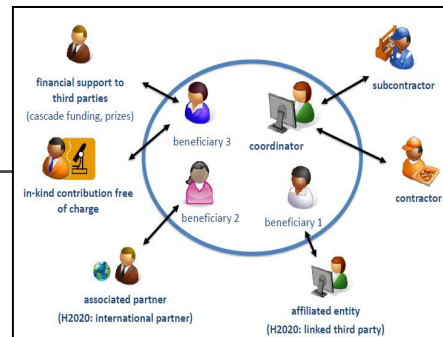 financial support to
third parties
(cascade funding, prizes)
subcontractor
beneficiary 3
coordinator
in-kind contribution free
of charge
beneficiary 2
beneficiary 1
contractor
associated partner
(H2020: international partner)
affiliated entity
(H2020: linked third party)